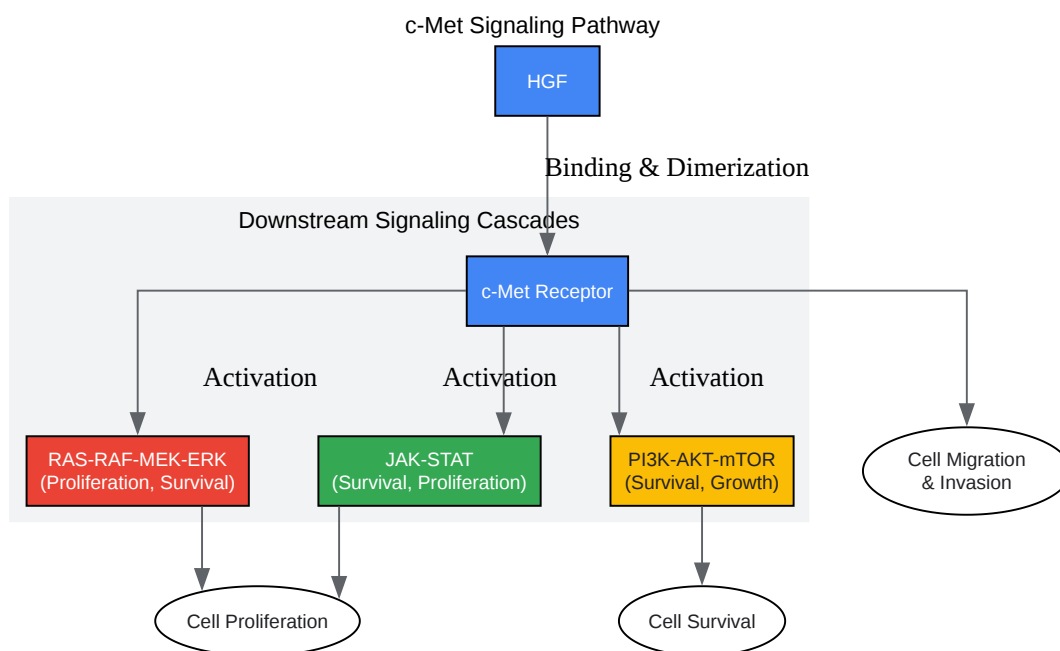 c-Met Signaling Pathway
HGF
Binding & Dimerization
Downstream Signaling Cascades
c-Met Receptor
Activation
Activation
Activation
RAS-RAF-MEK-ERK
(Proliferation, Survival)
JAK-STAT
(Survival, Proliferation)
PI3K-AKT-mTOR
(Survival, Growth)
Cell Migration
& Invasion
Cell Proliferation
Cell Survival